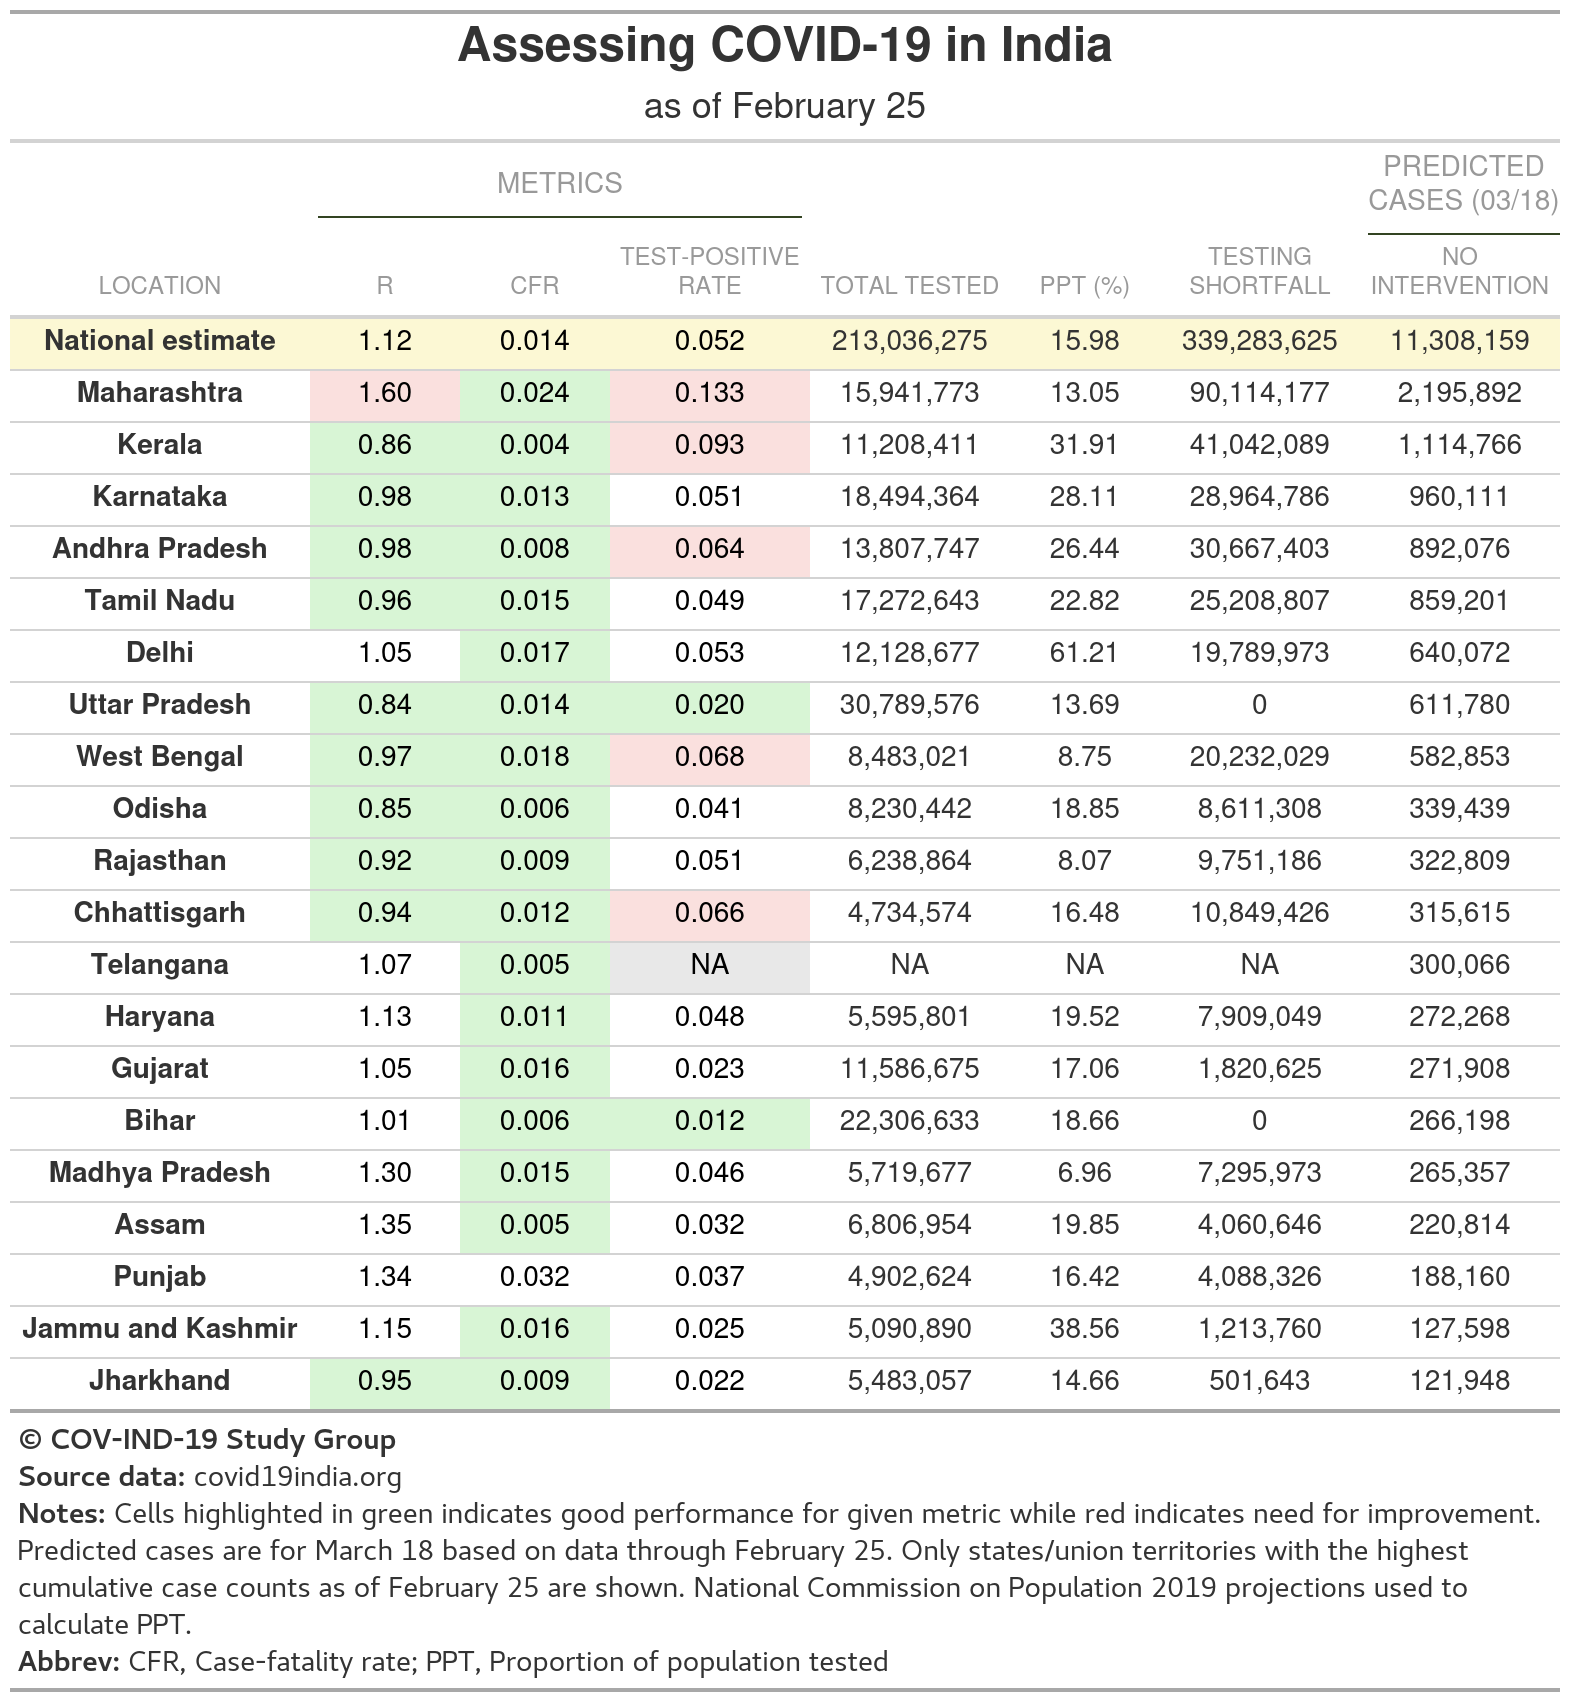 Assessing COVID-19 in India
as of February 25
METRICS
PREDICTED
CASES (03/18)
LOCATION R CFR TEST-POSITIVE RATE TOTAL TESTED PPT (%) TESTING SHORTFALL NO INTERVENTION
National estimate 1.12 0.014 0.052 213,036,275 15.98 339,283,625 11,308,159
Maharashtra 1.60 0.024 0.133 15,941,773 13.05 90,114,177 2,195,892
Kerala 0.86 0.004 0.093 11,208,411 31.91 41,042,089 1,114,766
Karnataka 0.98 0.013 0.051 18,494,364 28.11 28,964,786 960,111
Andhra Pradesh 0.98 0.008 0.064 13,807,747 26.44 30,667,403 892,076
Tamil Nadu 0.96 0.015 0.049 17,272,643 22.82 25,208,807 859,201
Delhi 1.05 0.017 0.053 12,128,677 61.21 19,789,973 640,072
Uttar Pradesh 0.84 0.014 0.020 30,789,576 13.69 0 611,780
West Bengal 0.97 0.018 0.068 8,483,021 8.75 20,232,029 582,853
Odisha 0.85 0.006 0.041 8,230,442 18.85 8,611,308 339,439
Rajasthan 0.92 0.009 0.051 6,238,864 8.07 9,751,186 322,809
Chhattisgarh 0.94 0.012 0.066 4,734,574 16.48 10,849,426 315,615
Telangana 1.07 0.005 NA NA NA NA 300,066
Haryana 1.13 0.011 0.048 5,595,801 19.52 7,909,049 272,268
Gujarat 1.05 0.016 0.023 11,586,675 17.06 1,820,625 271,908
Bihar 1.01 0.006 0.012 22,306,633 18.66 0 266,198
Madhya Pradesh 1.30 0.015 0.046 5,719,677 6.96 7,295,973 265,357
Assam 1.35 0.005 0.032 6,806,954 19.85 4,060,646 220,814
Punjab 1.34 0.032 0.037 4,902,624 16.42 4,088,326 188,160
Jammu and Kashmir 1.15 0.016 0.025 5,090,890 38.56 1,213,760 127,598
Jharkhand 0.95 0.009 0.022 5,483,057 14.66 501,643 121,948
© COV-IND-19 Study Group
Source data: covid19india.org
Notes: Cells highlighted in green indicates good performance for given metric while red indicates need for improvement.
Predicted cases are for March 18 based on data through February 25. Only states/union territories with the highest
cumulative case counts as of February 25 are shown. National Commission on Population 2019 projections used to
calculate PPT.
Abbrev: CFR, Case-fatality rate; PPT, Proportion of population tested